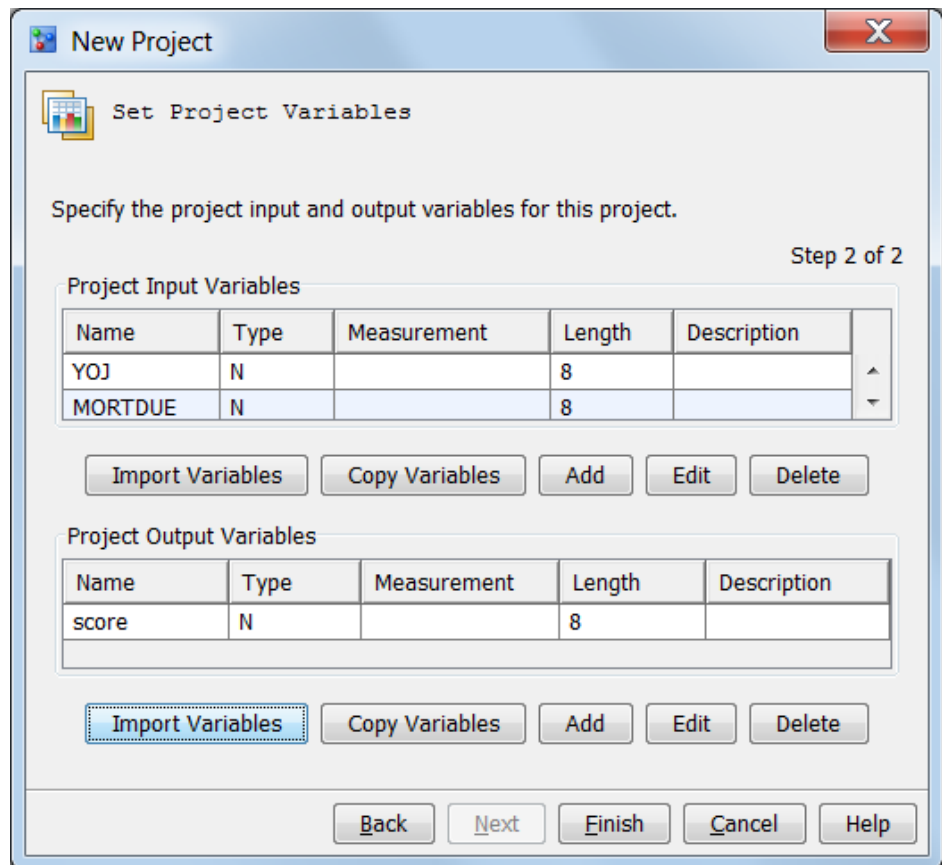 New Project
Set Project Variables
Specify the project input and output variables for this project.
Step 2 of 2
Project Input Variables
Name Type Measurement Length Description
YOJ N 8
MORTDUE N 8
Import Variables Copy Variables Add Edit Delete
Project Output Variables
Name Type Measurement Length Description
score N 8
Import Variables Copy Variables Add Edit Delete
Back Next Finish Cancel Help